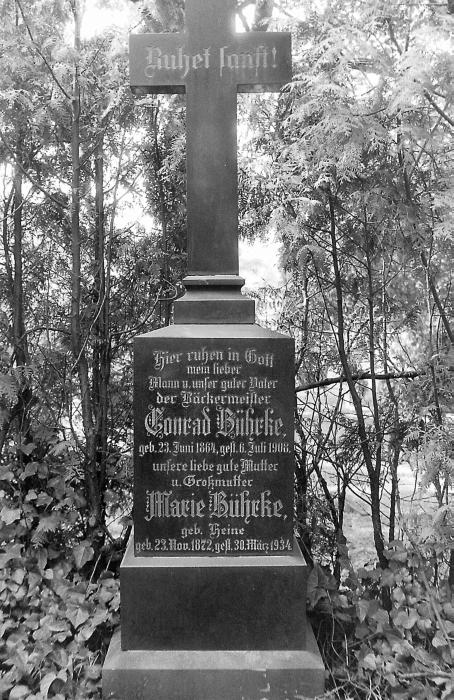 Ruhet sanft!
Hier ruhen in Gott
mein lieber
Mann u. unser guter Vater
der Bäckermeister
Conrad Bührke,
geb. 23. Juni 1864, gest. 6. Juli 1908.
unsere liebe gute Mutter
u. Großmutter
Marie Bührke,
geb. Heine
geb. 23. Nov. 1872, gest. 30. März 1934.